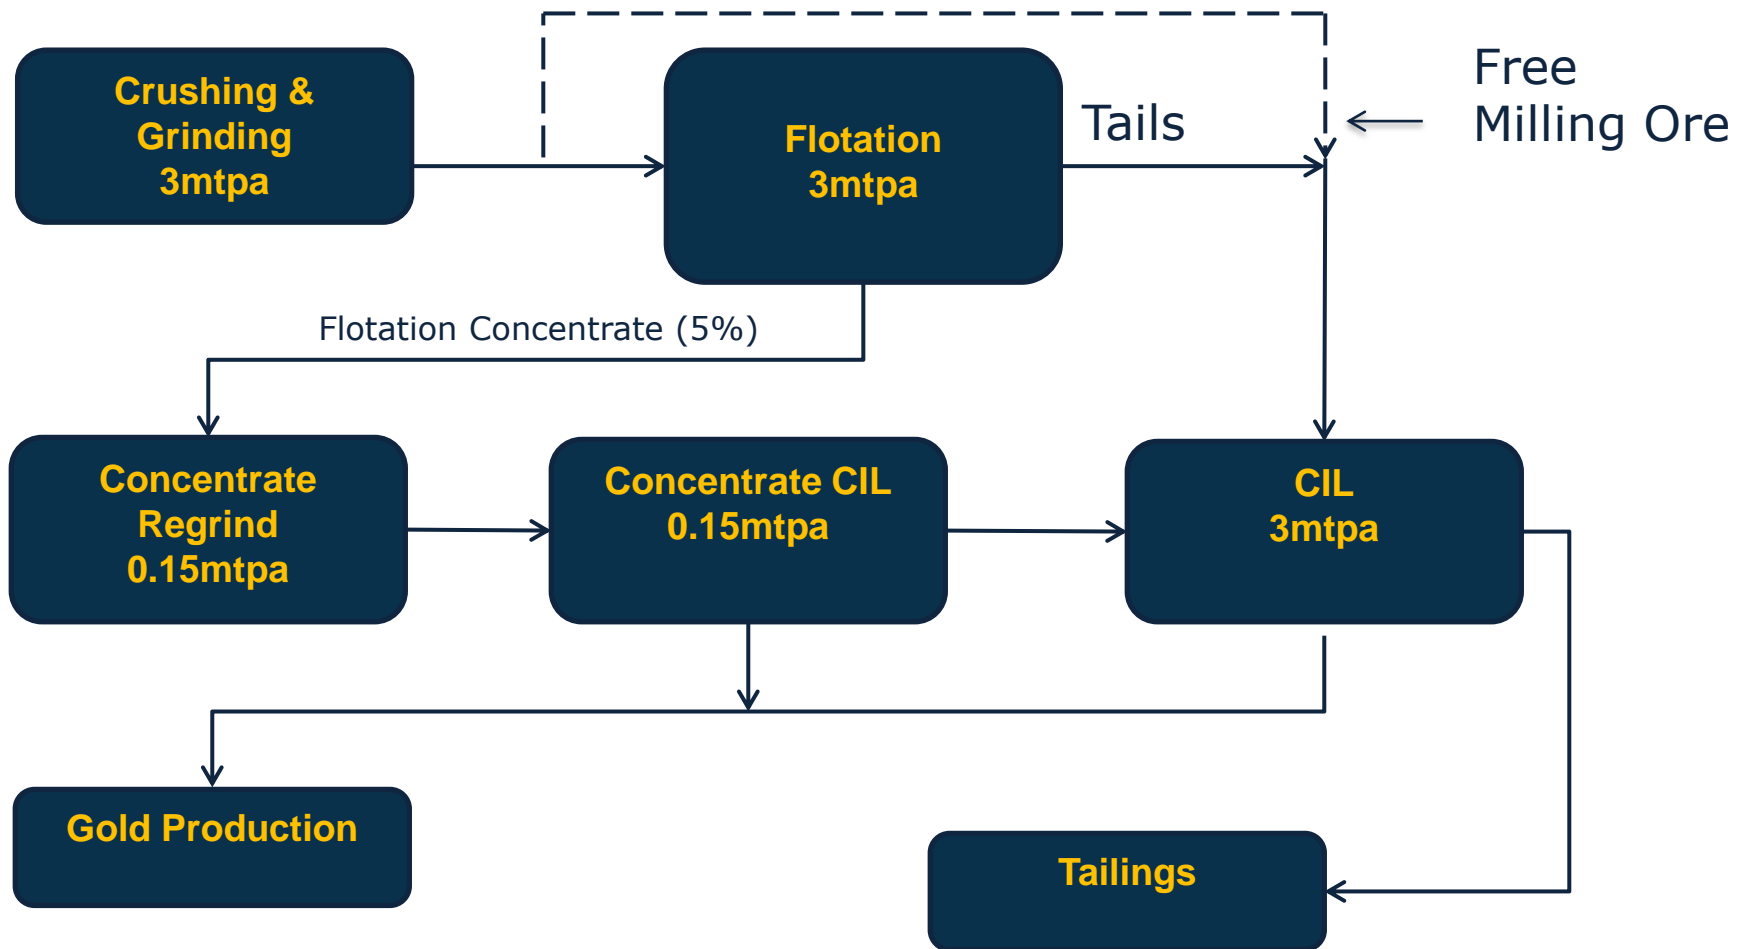 Crushing &
Grinding
3mtpa
Flotation
3mtpa
Tails
Free
Milling Ore
Flotation Concentrate (5%)
Concentrate
Regrind
0.15mtpa
Concentrate CIL
0.15mtpa
CIL
3mtpa
Gold Production
Tailings